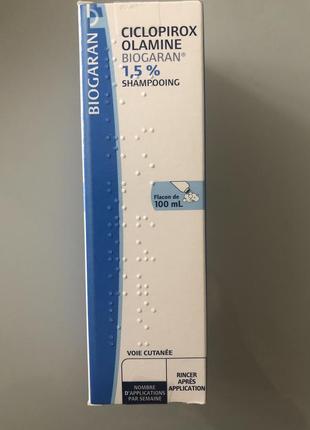 BIOGARAN
CICLOPIROX
OLAMINE
BIOGARAN®
1,5 %
SHAMPOOING
Flacon de
100 mL
VOIE CUTANÉE
NOMBRE
D'APPLICATIONS
PAR SEMAINE
RINCER
APRÈS
APPLICATION